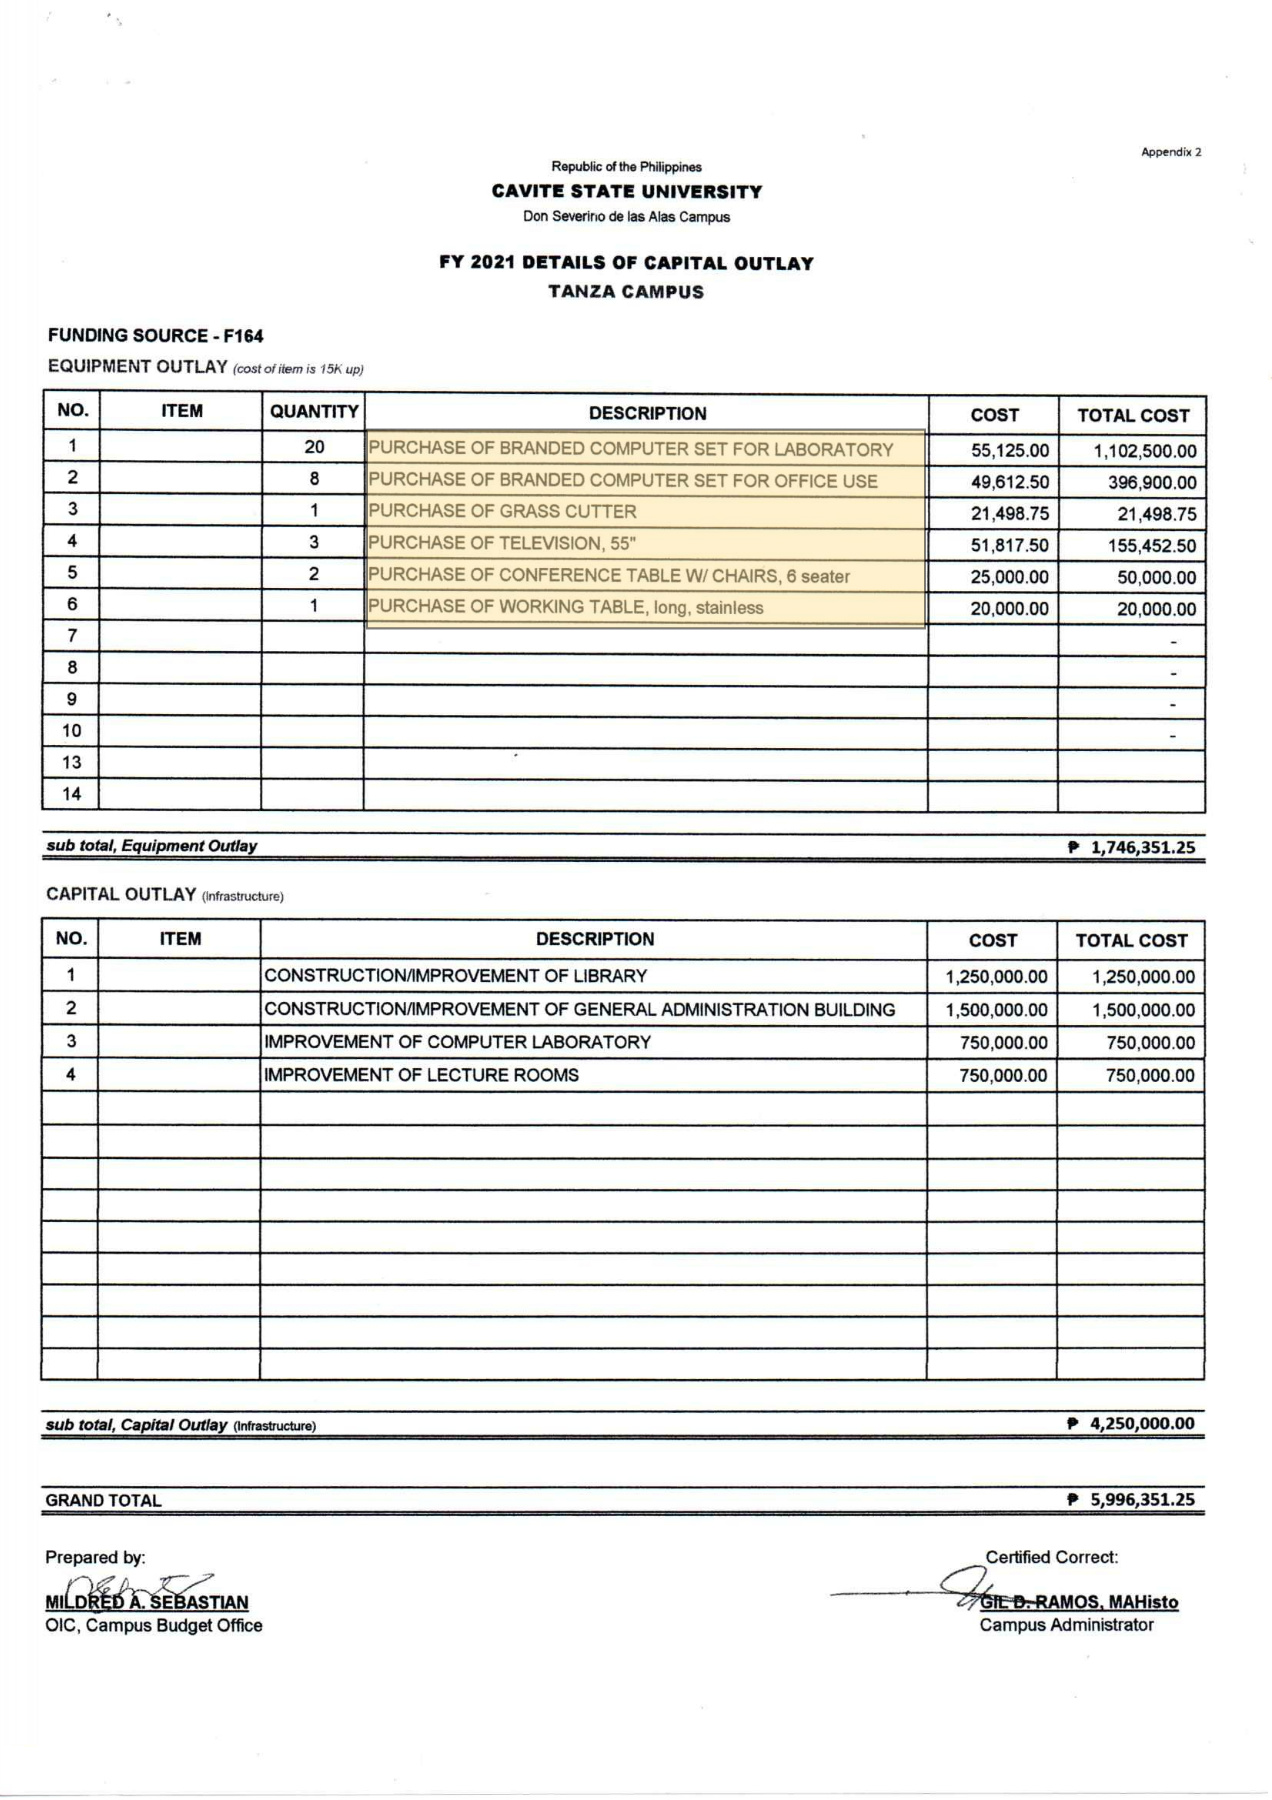 Appendix 2
Republic of the Philippines
CAVITE STATE UNIVERSITY
Don Severino de las Alas Campus
FY 2021 DETAILS OF CAPITAL OUTLAY
TANZA CAMPUS
FUNDING SOURCE - F164
EQUIPMENT OUTLAY (cost of item is 15K up)
NO. ITEM QUANTITY DESCRIPTION COST TOTAL COST
1 20 PURCHASE OF BRANDED COMPUTER SET FOR LABORATORY 55,125.00 1,102,500.00
2 8 PURCHASE OF BRANDED COMPUTER SET FOR OFFICE USE 49,612.50 396,900.00
3 1 PURCHASE OF GRASS CUTTER 21,498.75 21,498.75
4 3 PURCHASE OF TELEVISION, 55" 51,817.50 155,452.50
5 2 PURCHASE OF CONFERENCE TABLE W/ CHAIRS, 6 seater 25,000.00 50,000.00
6 1 PURCHASE OF WORKING TABLE, long, stainless 20,000.00 20,000.00
7 -
8 -
9 -
10 -
13
14
sub total, Equipment Outlay ₱ 1,746,351.25
CAPITAL OUTLAY (Infrastructure)
NO. ITEM DESCRIPTION COST TOTAL COST
1 CONSTRUCTION/IMPROVEMENT OF LIBRARY 1,250,000.00 1,250,000.00
2 CONSTRUCTION/IMPROVEMENT OF GENERAL ADMINISTRATION BUILDING 1,500,000.00 1,500,000.00
3 IMPROVEMENT OF COMPUTER LABORATORY 750,000.00 750,000.00
4 IMPROVEMENT OF LECTURE ROOMS 750,000.00 750,000.00
sub total, Capital Outlay (Infrastructure) ₱ 4,250,000.00
GRAND TOTAL ₱ 5,996,351.25
Prepared by: Certified Correct:
MILDRED A. SEBASTIAN GIL D. RAMOS, MAHisto
OIC, Campus Budget Office Campus Administrator